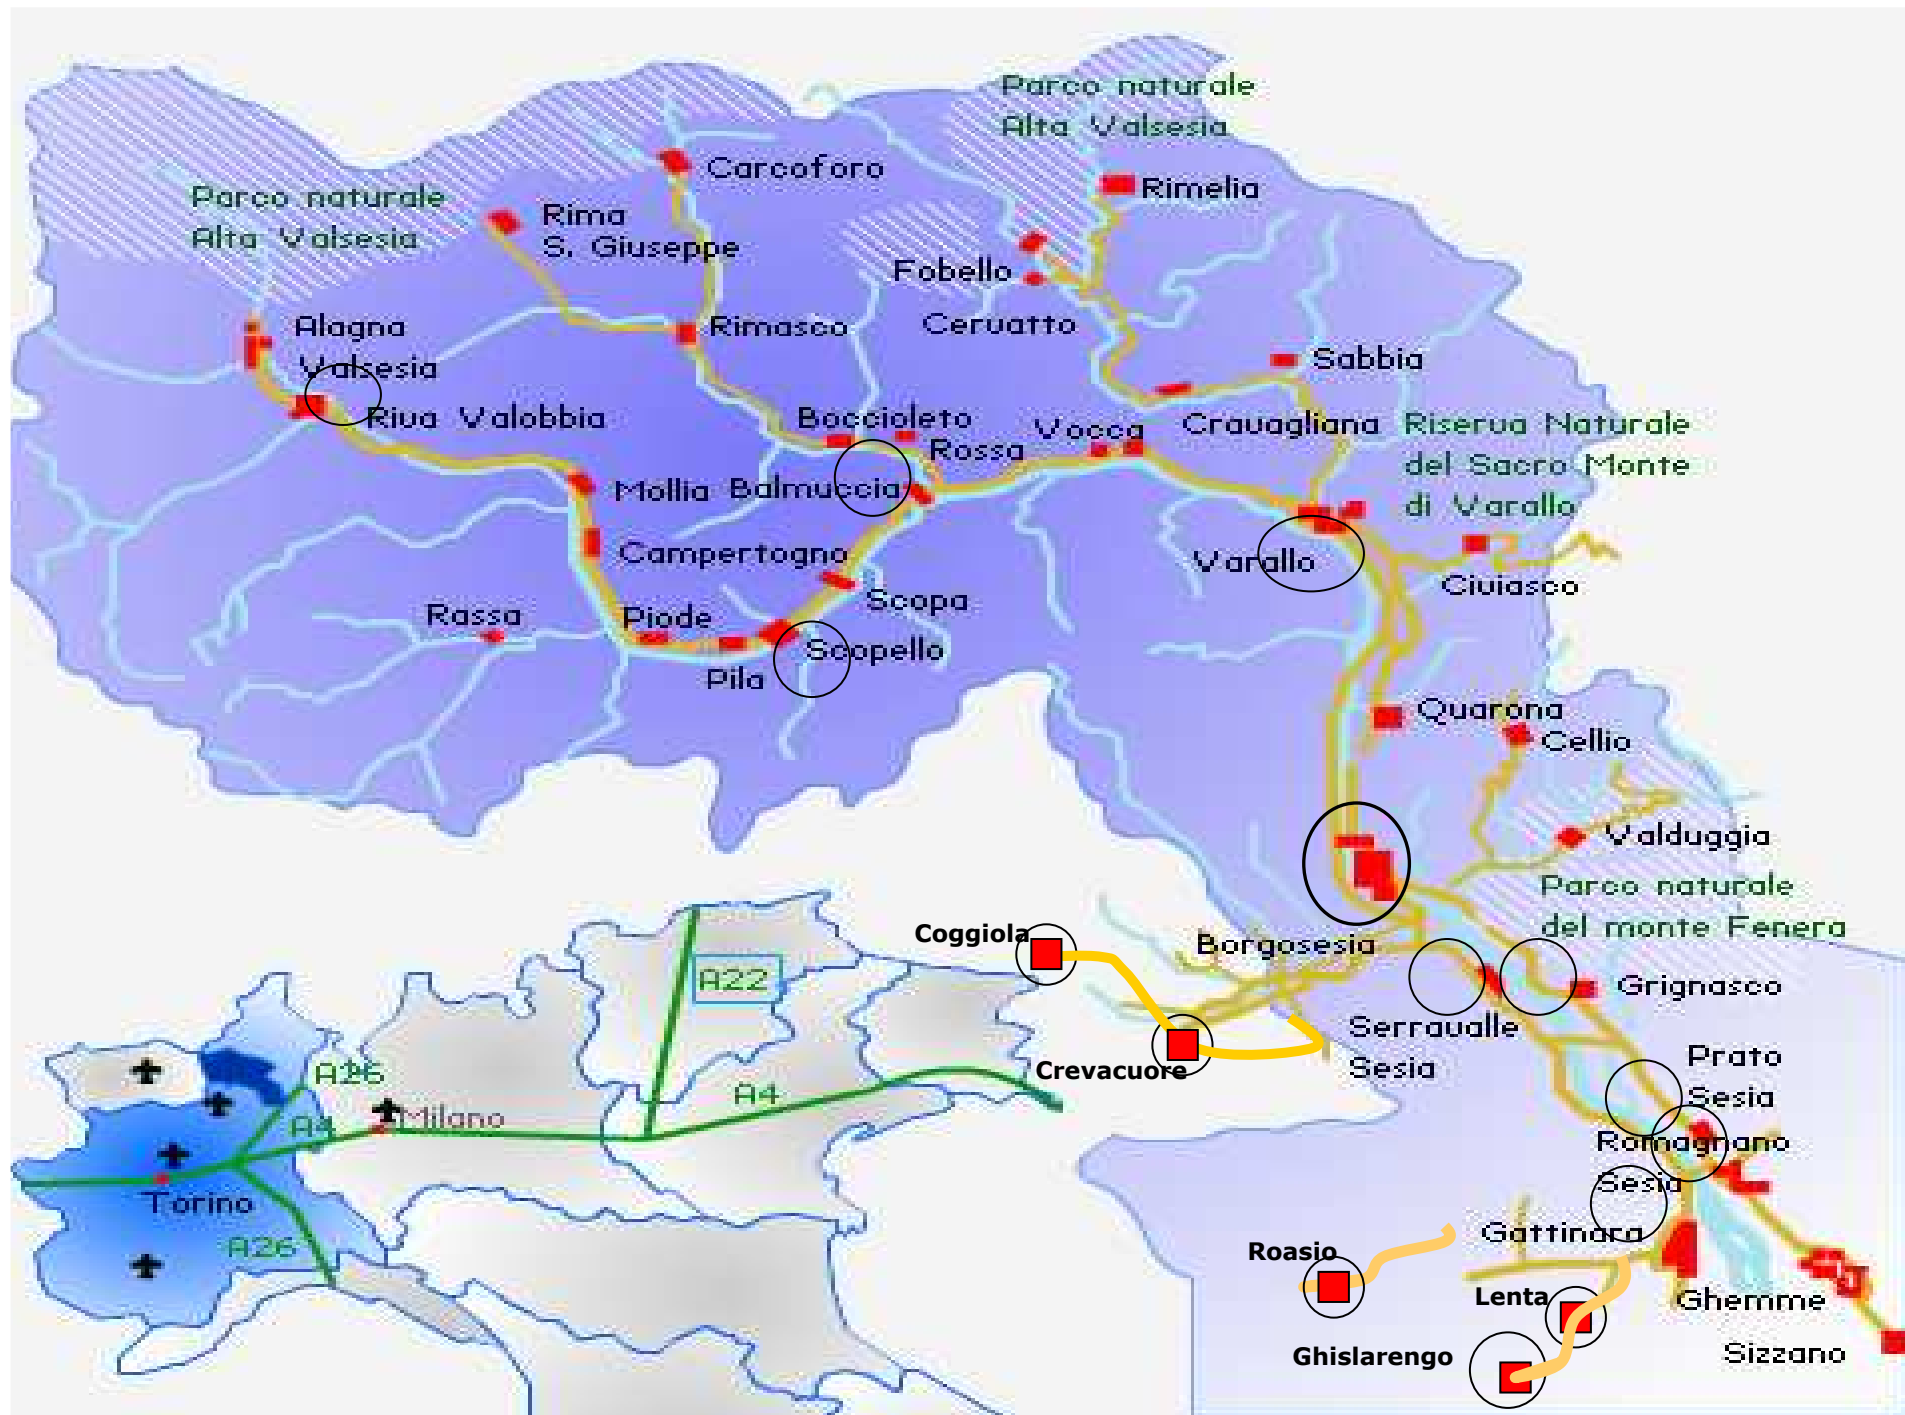 Parco naturale
Alta Valsesia
Parco naturale
Alta Valsesia
Carcoforo
Rimelia
Rima
S. Giuseppe
Fobello
Cervatto
Alagna
Valsesia
Rimasco
Sabbia
Riva Valobbia
Boccioleto
Rossa
Vocca
Cravagliana
Riserva Naturale
del Sacro Monte
di Varallo
Mollia
Balmuccia
Campertogno
Varallo
Civiasco
Scopa
Rassa
Piode
Scopello
Pila
Quarona
Cellio
Valduggia
Parco naturale
del monte Fenera
Borgosesia
Coggiola
Grignasco
Serravalle
Sesia
Crevacuore
Prato
Sesia
Romagnano
Sesia
Gattinara
Roasio
Lenta
Ghemme
Ghislarengo
Sizzano
A22
A26
A4
A4
Milano
Torino
A26